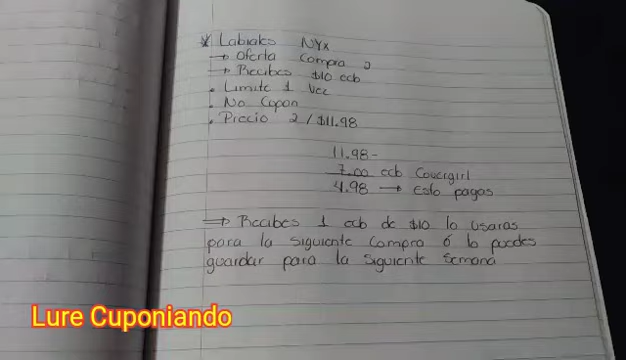 * Labiales NYX
→ Oferta Compra 2
→ Recibes $10 ecb
• Limite 1 Vez
• No Cupon
• Precio 2/$11.98
11.98-
7.00 ecb Covergirl
4.98 → esto pagas
⇒ Recibes 1 ecb de $10 lo usaras
para la siguiente Compra ó lo puedes
guardar para la siguiente semana
Lure Cuponiando